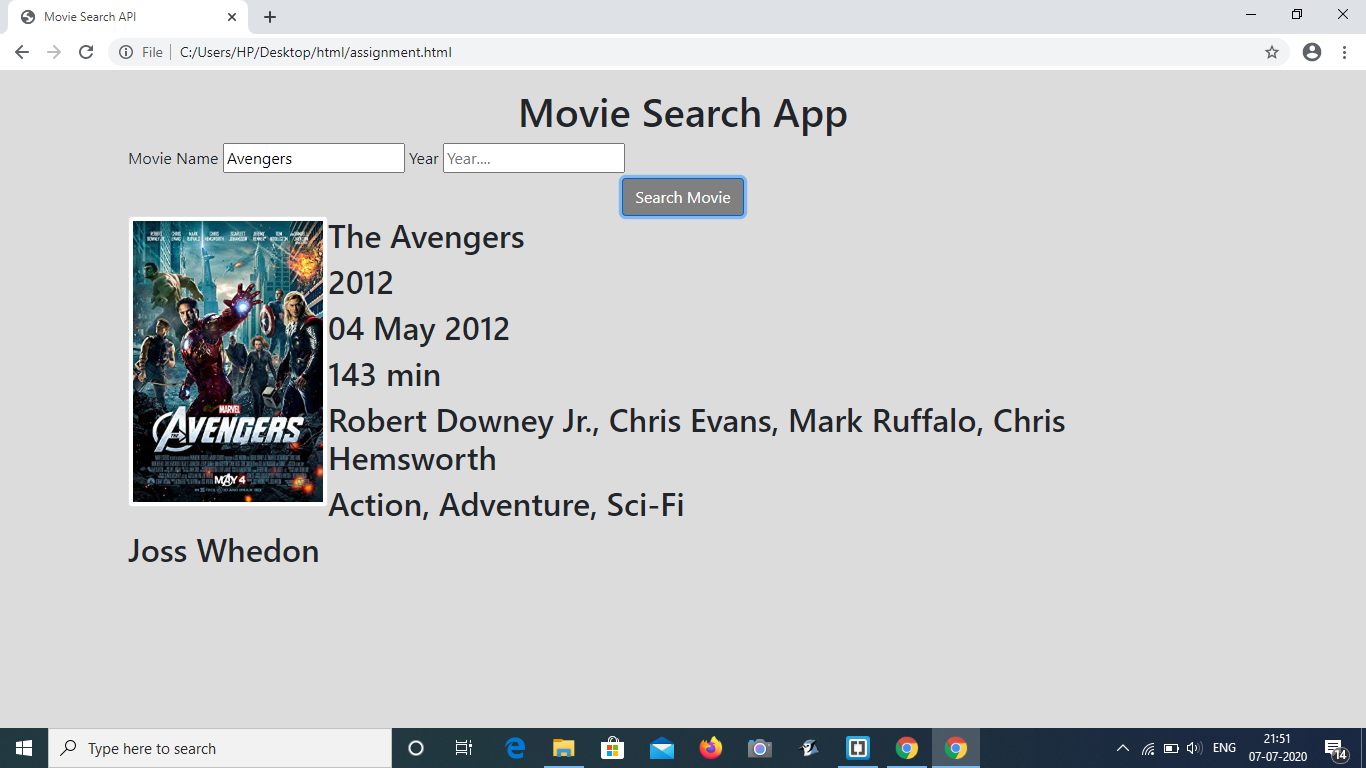 Movie Search API
File
C:/Users/HP/Desktop/html/assignment.html
Movie Search App
Movie Name Avengers Year Year....
Search Movie
The Avengers
2012
04 May 2012
143 min
Robert Downey Jr., Chris Evans, Mark Ruffalo, Chris
Hemsworth
Action, Adventure, Sci-Fi
Joss Whedon
MARVEL
THE AVENGERS
MAY 4
Type here to search
ENG
21:51
07-07-2020
14